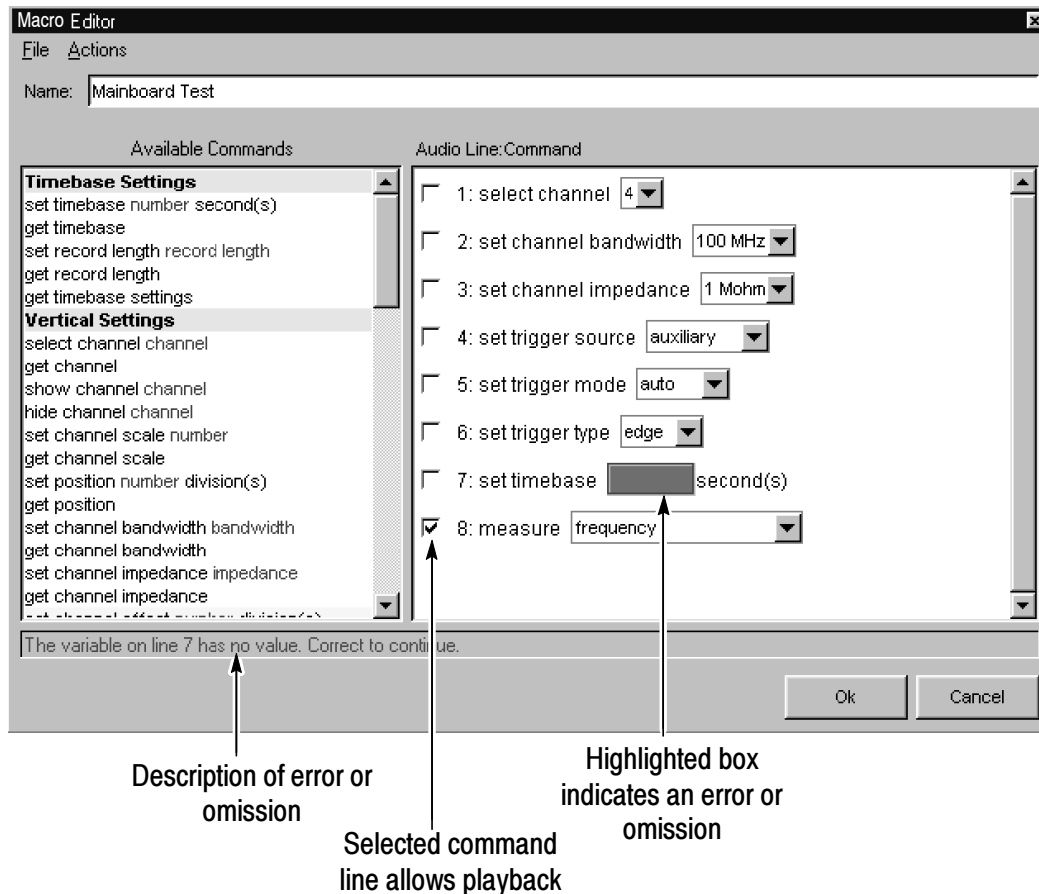 Macro Editor
File Actions
Name: Mainboard Test
Available Commands
Timebase Settings
set timebase number second(s)
get timebase
set record length record length
get record length
get timebase settings
Vertical Settings
select channel channel
get channel
show channel channel
hide channel channel
set channel scale number
get channel scale
set position number division(s)
get position
set channel bandwidth bandwidth
get channel bandwidth
set channel impedance impedance
get channel impedance
set channel offset number division(s)
Audio Line:Command
1: select channel 4
2: set channel bandwidth 100 MHz
3: set channel impedance 1 Mohm
4: set trigger source auxiliary
5: set trigger mode auto
6: set trigger type edge
7: set timebase second(s)
8: measure frequency
The variable on line 7 has no value. Correct to continue.
Ok Cancel
Description of error or
omission
Selected command
line allows playback
Highlighted box
indicates an error or
omission